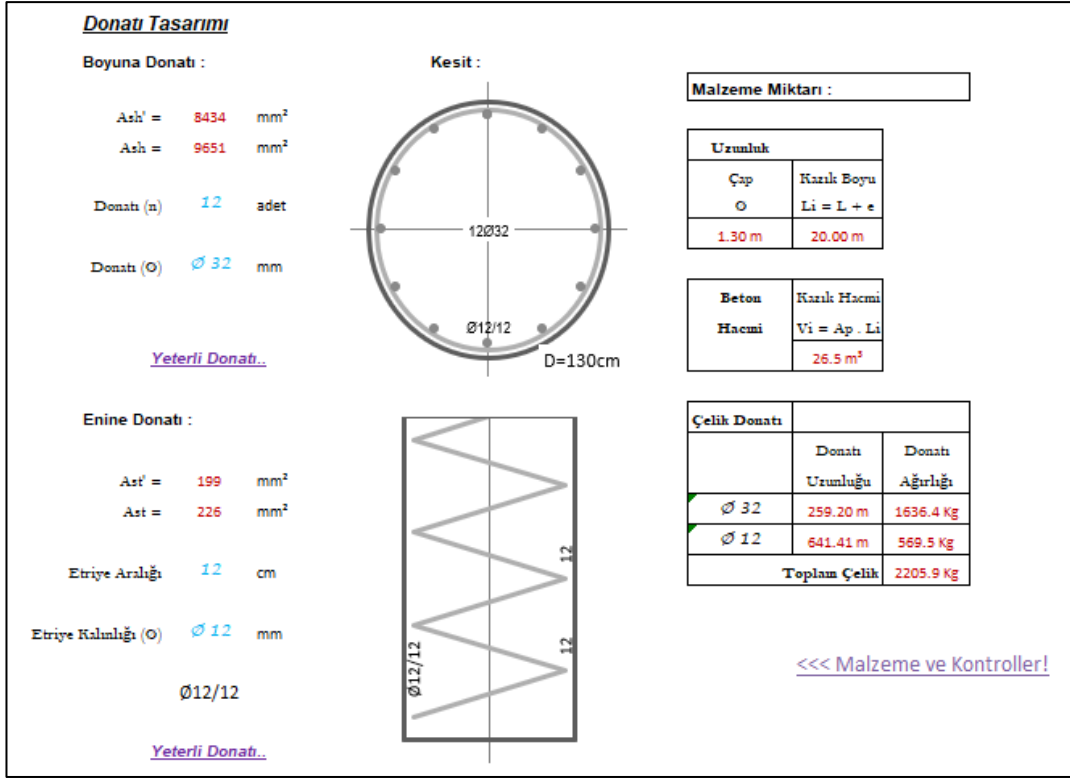 Donatı Tasarımı
Boyuna Donatı :
Ash' = 8434 mm²
Ash = 9651 mm²
Donatı (n) 12 adet
Donatı (O) Ø 32 mm
Yeterli Donatı..
Kesit :
12Ø32
Ø12/12
D=130cm
Enine Donatı :
Ast' = 199 mm²
Ast = 226 mm²
Etriye Aralığı 12 cm
Etriye Kalınlığı (O) Ø 12 mm
Ø12/12
Yeterli Donatı..
12
12
Ø12/12
Malzeme Miktarı :
Uzunluk
Çap Kazık Boyu
O Li = L + e
1.30 m 20.00 m
Beton Kazık Hacmi
Hacmi Vi = Ap . Li
26.5 m³
Çelik Donatı
Donatı Donatı
Uzunluğu Ağırlığı
Ø 32 259.20 m 1636.4 Kg
Ø 12 641.41 m 569.5 Kg
Toplam Çelik 2205.9 Kg
<<< Malzeme ve Kontroller!